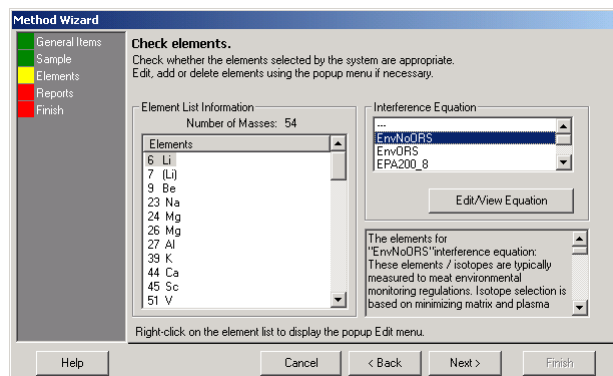 Method Wizard
General Items
Sample
Elements
Reports
Finish
Check elements.
Check whether the elements selected by the system are appropriate.
Edit, add or delete elements using the popup menu if necessary.
Element List Information
Number of Masses: 54
Elements
6 Li
7 (Li)
9 Be
23 Na
24 Mg
26 Mg
27 Al
39 K
44 Ca
45 Sc
51 V
Interference Equation
---
EnvNoORS
EnvORS
EPA200_8
Edit/View Equation
The elements for
"EnvNoORS"interference equation:
These elements / isotopes are typically
measured to meat environmental
monitoring regulations. Isotope selection is
based on minimizing matrix and plasma
Right-click on the element list to display the popup Edit menu.
Help
Cancel
< Back
Next >
Finish